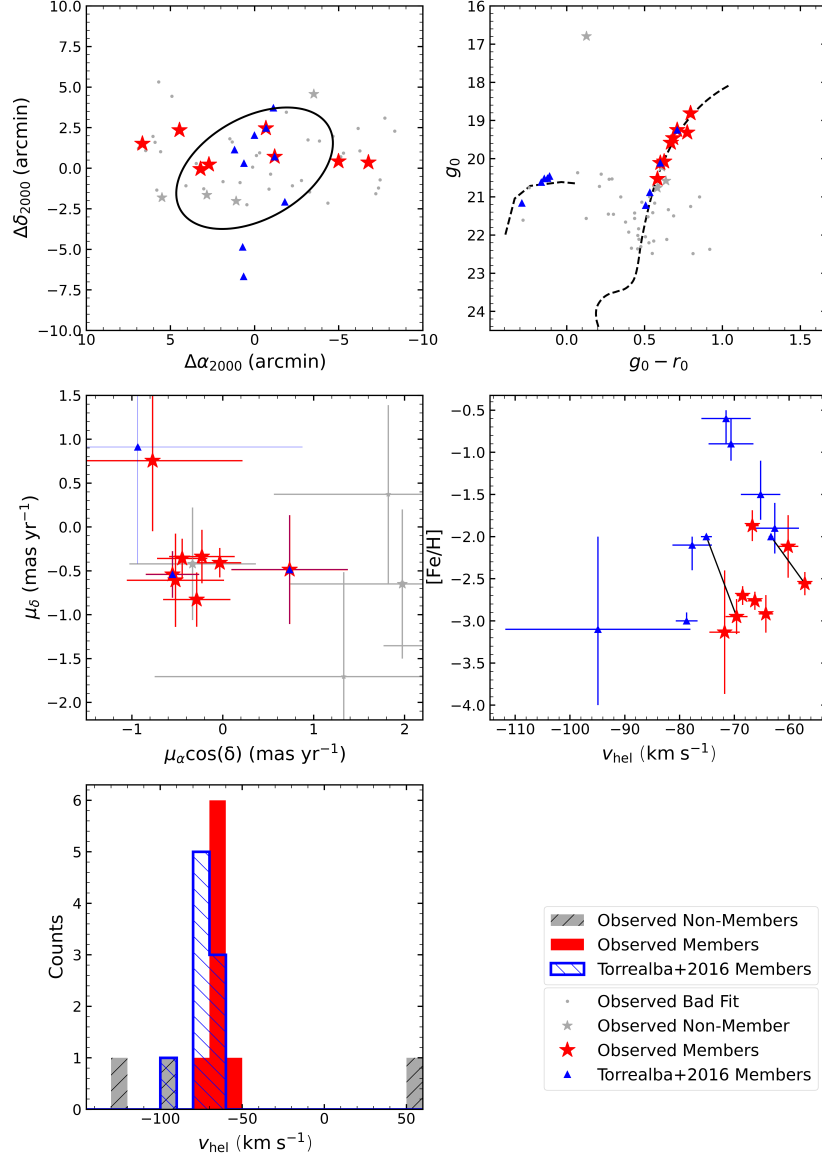 10.0
7.5
5.0
2.5
0.0
−2.5
−5.0
−7.5
−10.0
Δδ2000 (arcmin)
10 5 0 −5 −10
Δα2000 (arcmin)
16
17
18
19
20
21
22
23
24
g0
0.0 0.5 1.0 1.5
g0 − r0
1.5
1.0
0.5
0.0
−0.5
−1.0
−1.5
−2.0
μδ (mas yr−1)
−1 0 1 2
μαcos(δ) (mas yr−1)
−0.5
−1.0
−1.5
−2.0
−2.5
−3.0
−3.5
−4.0
[Fe/H]
−110 −100 −90 −80 −70 −60
vhel (km s−1)
6
5
4
3
2
1
0
Counts
−100 −50 0 50
vhel (km s−1)
Observed Non-Members
Observed Members
Torrealba+2016 Members
Observed Bad Fit
Observed Non-Member
Observed Members
Torrealba+2016 Members